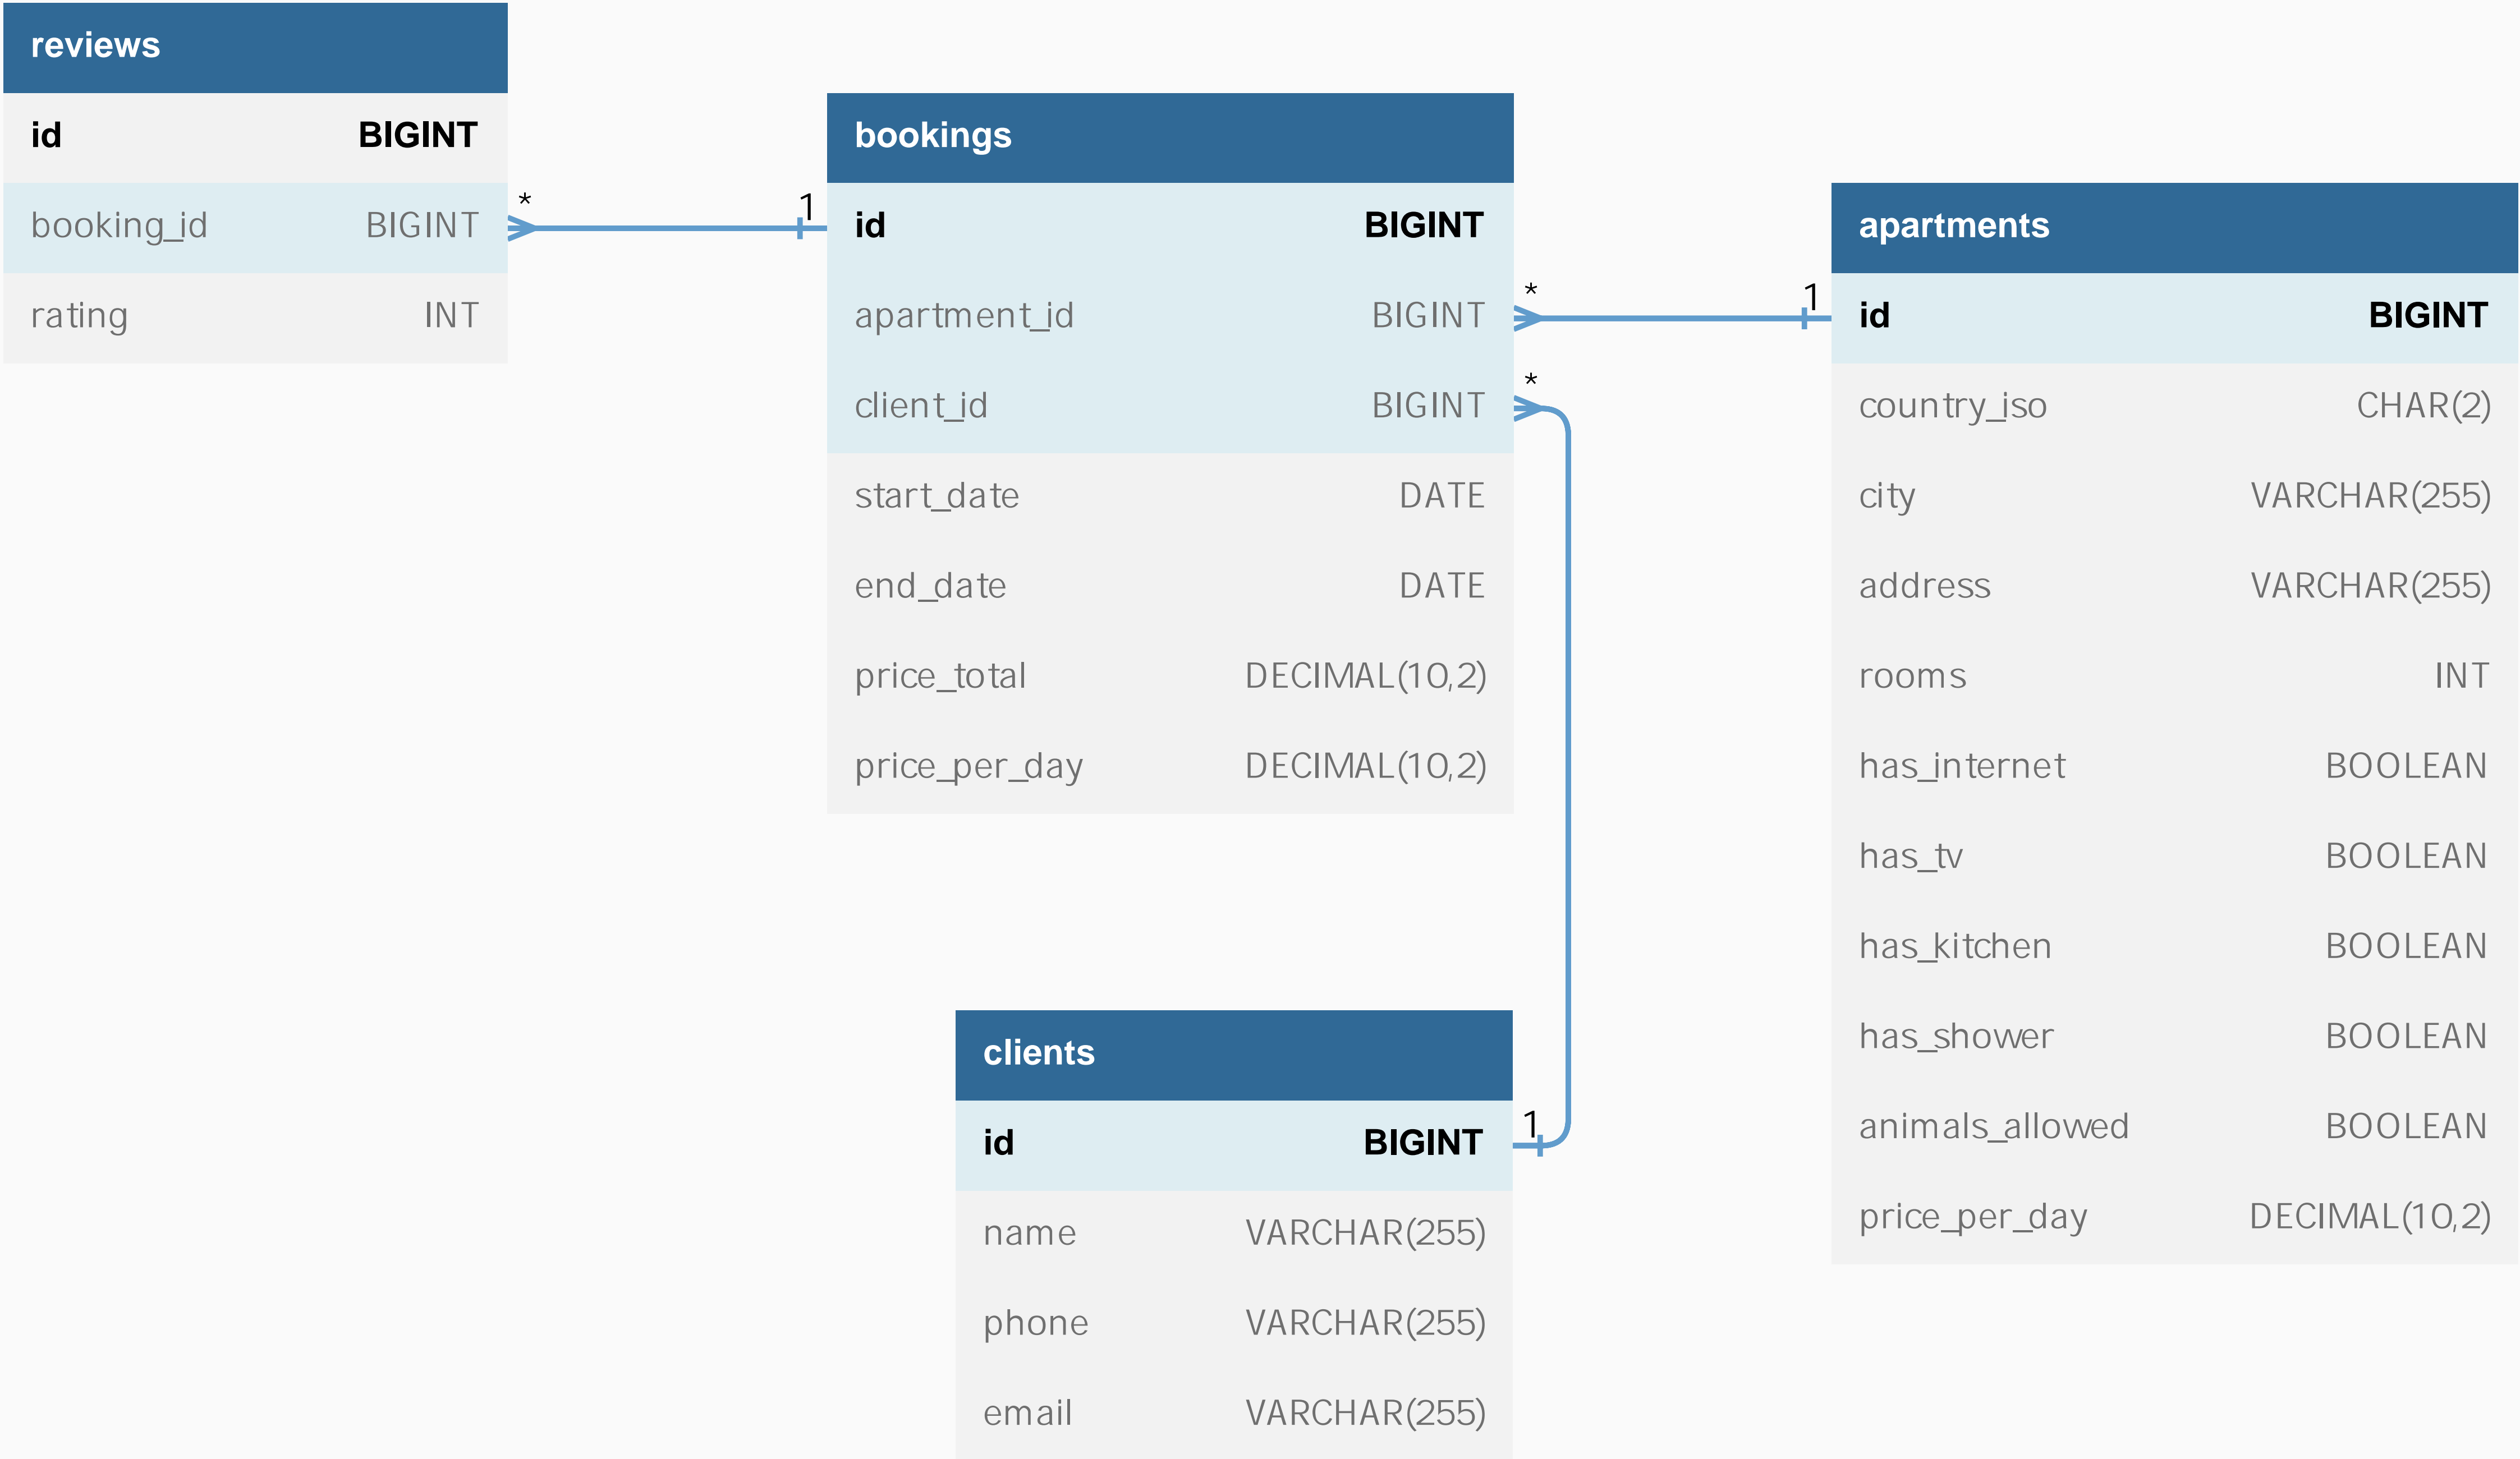 reviews
id BIGINT
booking_id BIGINT
rating INT
* 1
bookings
id BIGINT
apartment_id BIGINT
client_id BIGINT
start_date DATE
end_date DATE
price_total DECIMAL(10,2)
price_per_day DECIMAL(10,2)
* 1
* 1
apartments
id BIGINT
country_iso CHAR(2)
city VARCHAR(255)
address VARCHAR(255)
rooms INT
has_internet BOOLEAN
has_tv BOOLEAN
has_kitchen BOOLEAN
has_shower BOOLEAN
animals_allowed BOOLEAN
price_per_day DECIMAL(10,2)
clients
id BIGINT
name VARCHAR(255)
phone VARCHAR(255)
email VARCHAR(255)